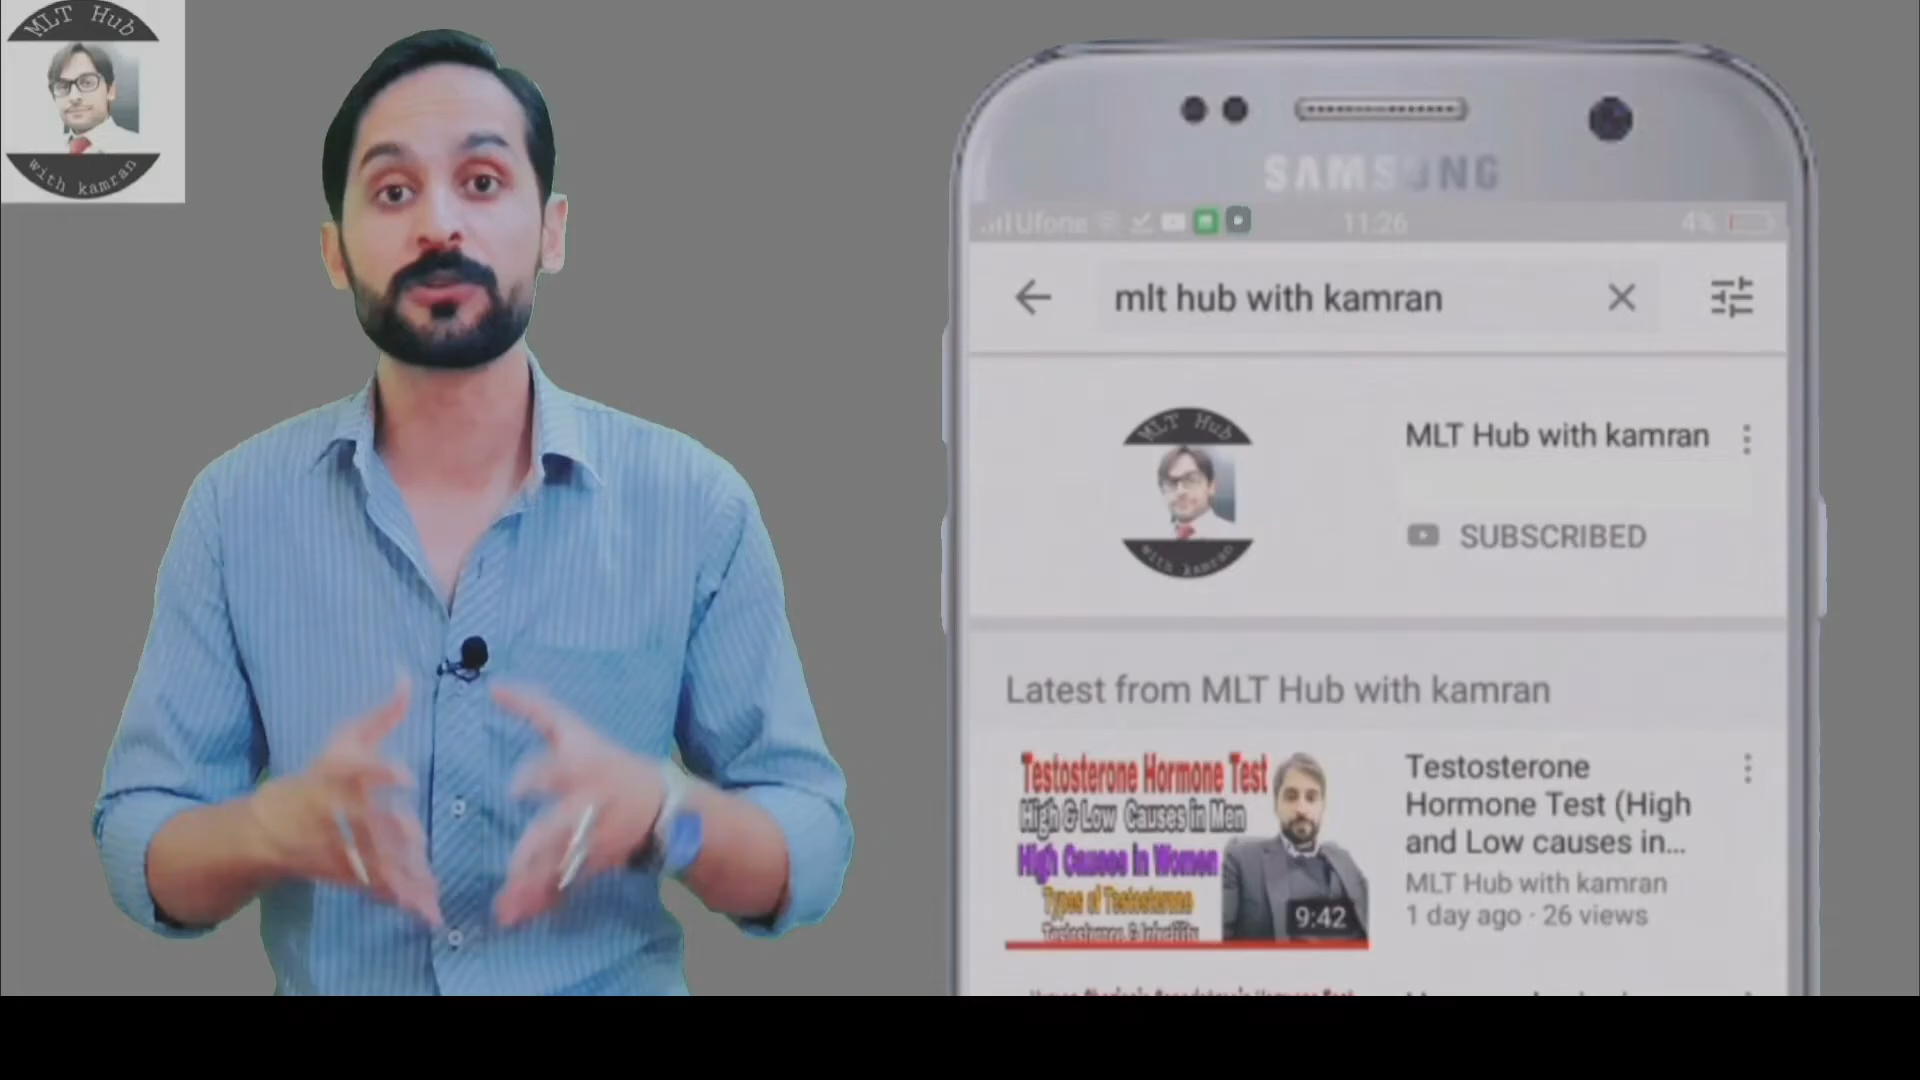 MLT Hub
with kamran
SAMSUNG
Ufone
11:26
4%
mlt hub with kamran
MLT Hub
with kamran
MLT Hub with kamran
SUBSCRIBED
Latest from MLT Hub with kamran
Testosterone Hormone Test
High & Low Causes in Men
High Causes in Women
Types of Testosterone
Testosterone & Infertility
9:42
Testosterone
Hormone Test (High
and Low causes in...
MLT Hub with kamran
1 day ago · 26 views